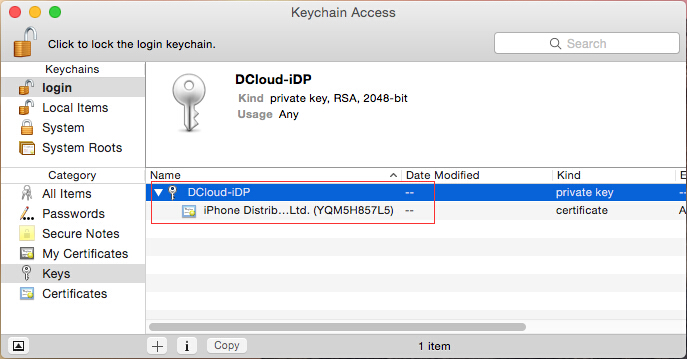 Keychain Access
Click to lock the login keychain.
Search
Keychains
login
Local Items
System
System Roots
DCloud-iDP
Kind private key, RSA, 2048-bit
Usage Any
Category
All Items
Passwords
Secure Notes
My Certificates
Keys
Certificates
Name Date Modified Kind E
DCloud-iDP -- private key
iPhone Distrib...Ltd. (YQM5H857L5) -- certificate A
Copy
1 item